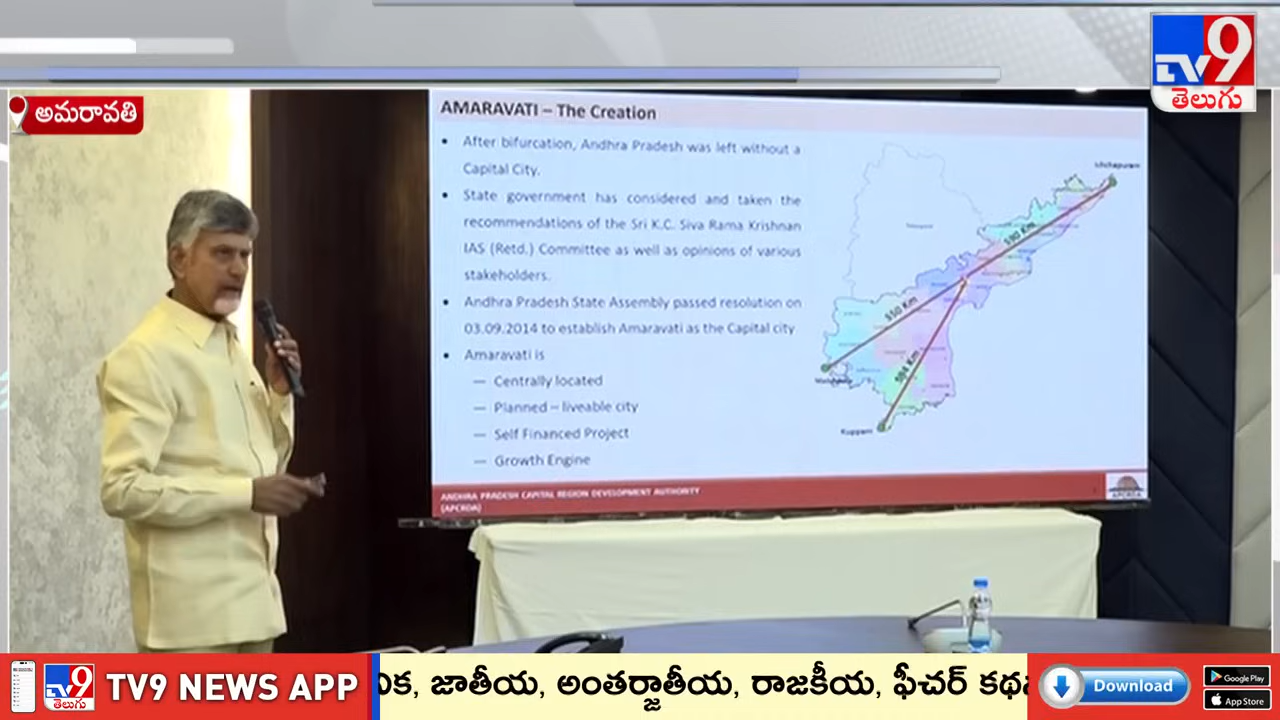 TV9
తెలుగు
అమరావతి
AMARAVATI – The Creation
• After bifurcation, Andhra Pradesh was left without a
Capital City.
• State government has considered and taken the
recommendations of the Sri K.C. Siva Rama Krishnan
IAS (Retd.) Committee as well as opinions of various
stakeholders.
• Andhra Pradesh State Assembly passed resolution on
03.09.2014 to establish Amaravati as the Capital city
• Amaravati is
— Centrally located
— Planned – liveable city
— Self Financed Project
— Growth Engine
Ichchapuram
590 Km
550 Km
Kuppam
ANDHRA PRADESH CAPITAL REGION DEVELOPMENT AUTHORITY
(APCRDA)
APCRDA
TV9
తెలుగు
TV9 NEWS APP
జాతీయ, అంతర్జాతీయ, రాజకీయ, ఫీచర్
Download
Google Play
App Store